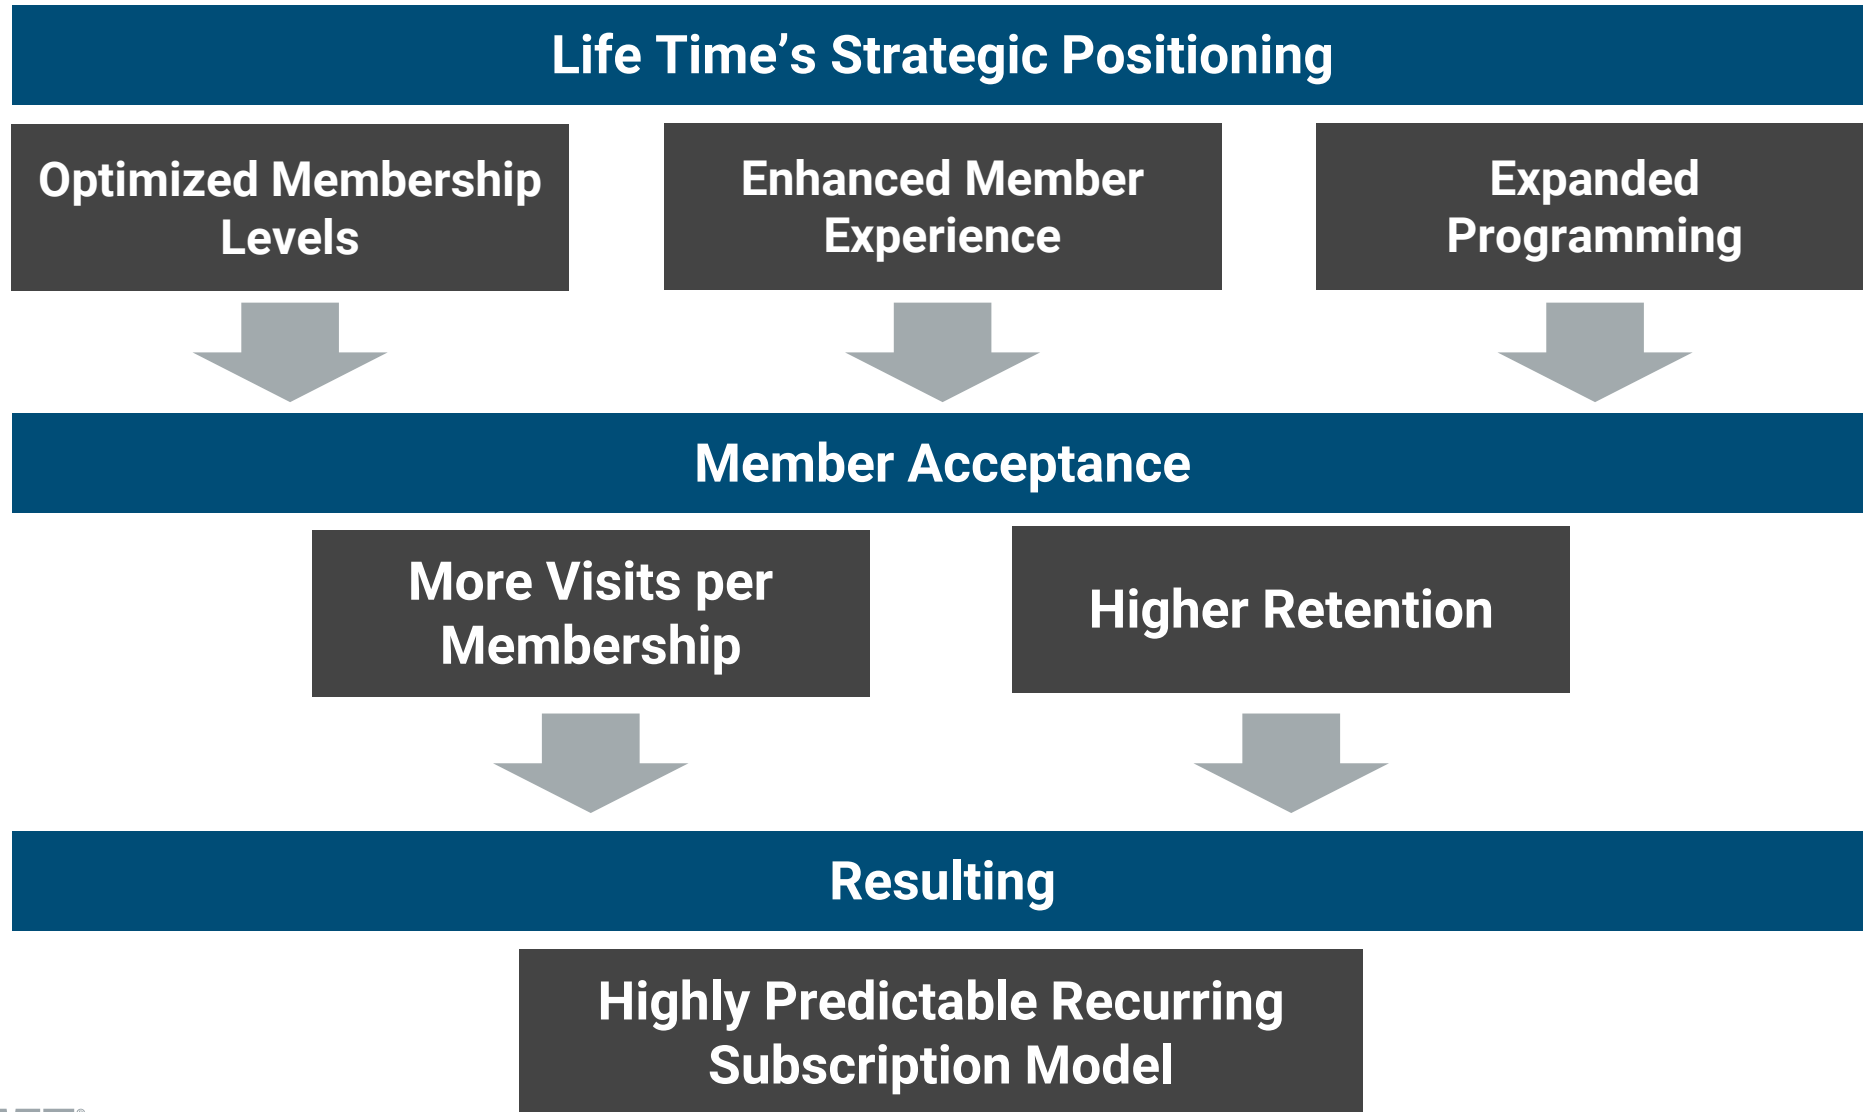 Life Time’s Strategic Positioning
Optimized Membership
Levels
Enhanced Member
Experience
Expanded
Programming
Member Acceptance
More Visits per
Membership
Higher Retention
Resulting
Highly Predictable Recurring
Subscription Model